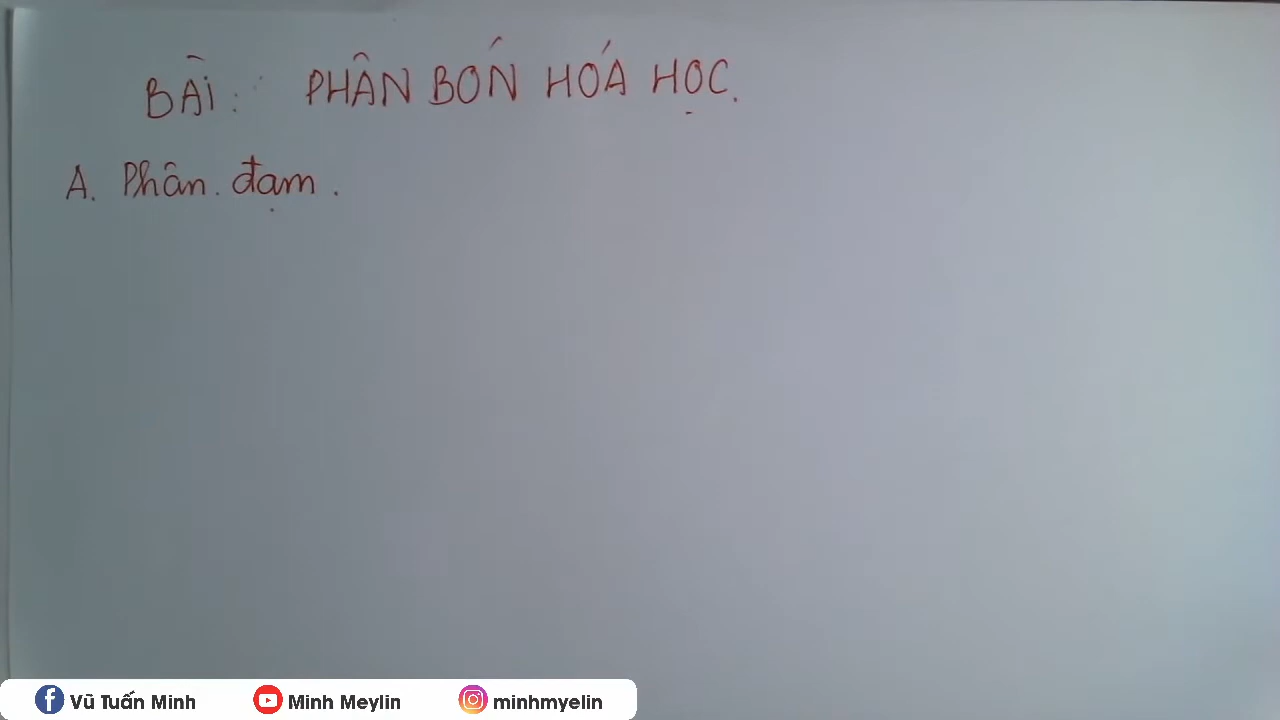 BÀI: PHÂN BÓN HÓA HỌC.
A. Phân đạm.
Vũ Tuấn Minh Minh Meylin minhmyelin